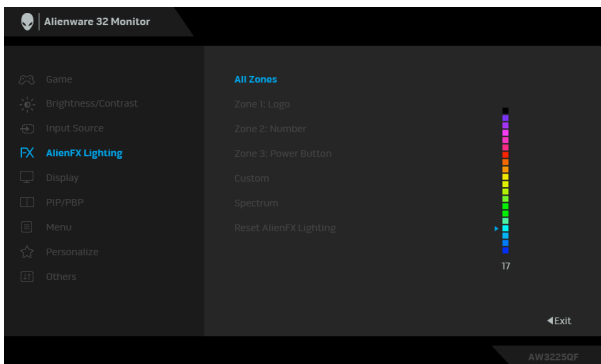 Alienware 32 Monitor
Game
All Zones
Brightness/Contrast
Zone 1: Logo
Input Source
Zone 2: Number
FX AlienFX Lighting
Zone 3: Power Button
Display
Custom
PIP/PBP
Spectrum
Menu
Reset AlienFX Lighting
Personalize
Others
17
Exit
AW3225QF